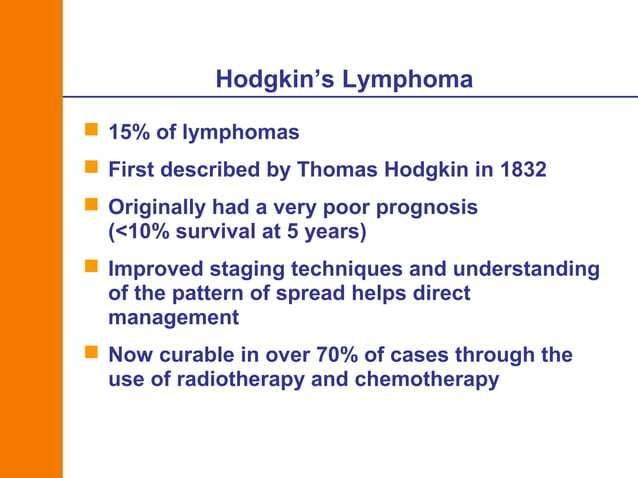 Hodgkin’s Lymphoma
15% of lymphomas
First described by Thomas Hodgkin in 1832
Originally had a very poor prognosis
(<10% survival at 5 years)
Improved staging techniques and understanding
of the pattern of spread helps direct
management
Now curable in over 70% of cases through the
use of radiotherapy and chemotherapy